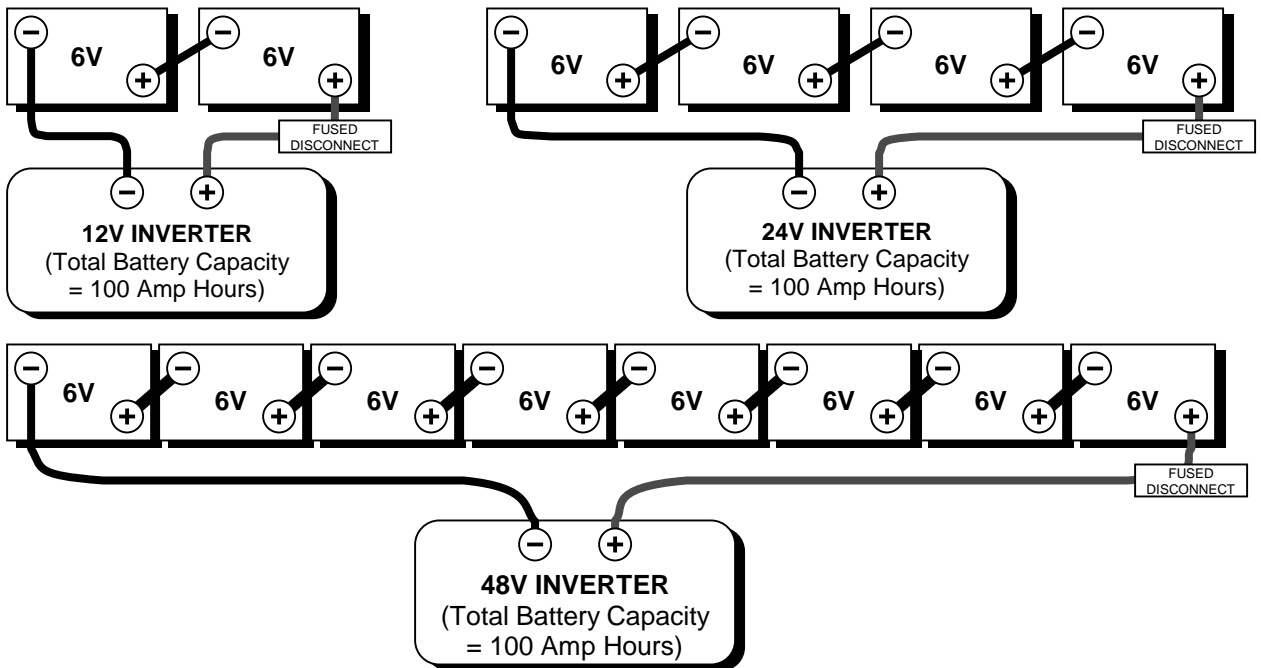 − 6V + − 6V +
FUSED
DISCONNECT
− +
12V INVERTER
(Total Battery Capacity
= 100 Amp Hours)
− 6V + − 6V + − 6V + − 6V +
FUSED
DISCONNECT
− +
24V INVERTER
(Total Battery Capacity
= 100 Amp Hours)
− 6V + − 6V + − 6V + − 6V + − 6V + − 6V + − 6V + − 6V +
FUSED
DISCONNECT
− +
48V INVERTER
(Total Battery Capacity
= 100 Amp Hours)